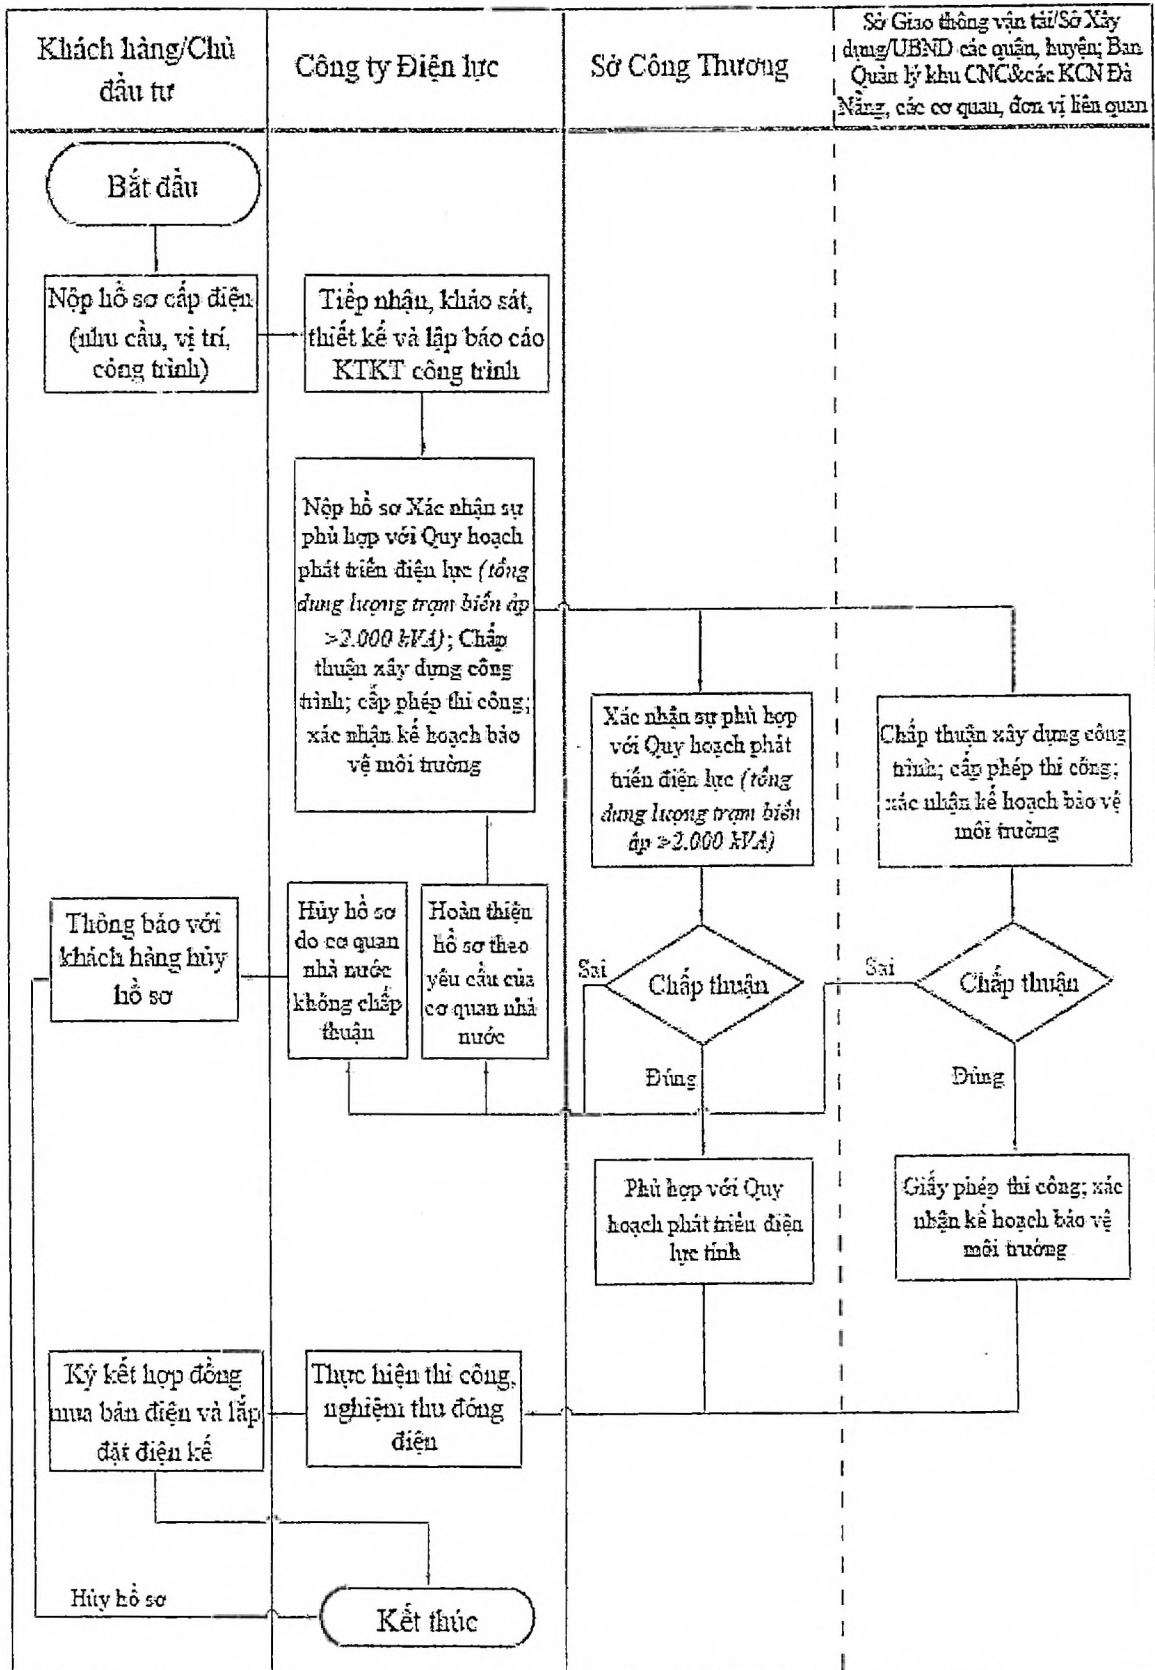 Khách hàng/Chủ
đầu tư
Công ty Điện lực
Sở Công Thương
Sở Giao thông vận tải/Sở Xây
dựng/UBND các quận, huyện; Ban
Quản lý khu CNC&các KCN Đà
Nẵng, các cơ quan, đơn vị liên quan
Bắt đầu
Nộp hồ sơ cấp điện
(nhu cầu, vị trí,
công trình)
Tiếp nhận, khảo sát,
thiết kế và lập báo cáo
KTKT công trình
Nộp hồ sơ Xác nhận sự
phù hợp với Quy hoạch
phát triển điện lực (tổng
dung lượng trạm biến áp
>2.000 kVA); Chấp
thuận xây dựng công
trình; cấp phép thi công;
xác nhận kế hoạch bảo
vệ môi trường
Xác nhận sự phù hợp
với Quy hoạch phát
triển điện lực (tổng
dung lượng trạm biến
áp >2.000 kVA)
Chấp thuận xây dựng công
trình; cấp phép thi công;
xác nhận kế hoạch bảo vệ
môi trường
Thông báo với
khách hàng hủy
hồ sơ
Hủy hồ sơ
do cơ quan
nhà nước
không chấp
thuận
Hoàn thiện
hồ sơ theo
yêu cầu của
cơ quan nhà
nước
Sai
Chấp thuận
Sai
Chấp thuận
Đúng
Đúng
Phù hợp với Quy
hoạch phát triển điện
lực tỉnh
Giấy phép thi công; xác
nhận kế hoạch bảo vệ
môi trường
Ký kết hợp đồng
mua bán điện và lắp
đặt điện kế
Thực hiện thi công,
nghiệm thu đóng
điện
Hủy hồ sơ
Kết thúc